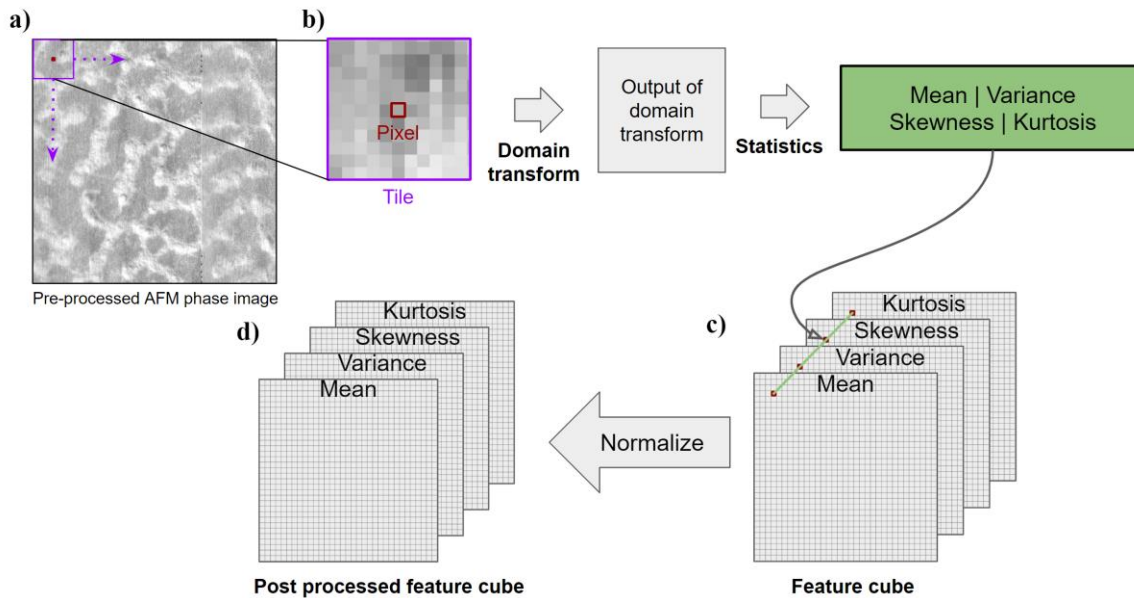 a)
b)
Pixel
Tile
Domain
transform
Output of
domain
transform
Statistics
Mean | Variance
Skewness | Kurtosis
Pre-processed AFM phase image
c)
Kurtosis
Skewness
Variance
Mean
Feature cube
Normalize
d)
Kurtosis
Skewness
Variance
Mean
Post processed feature cube